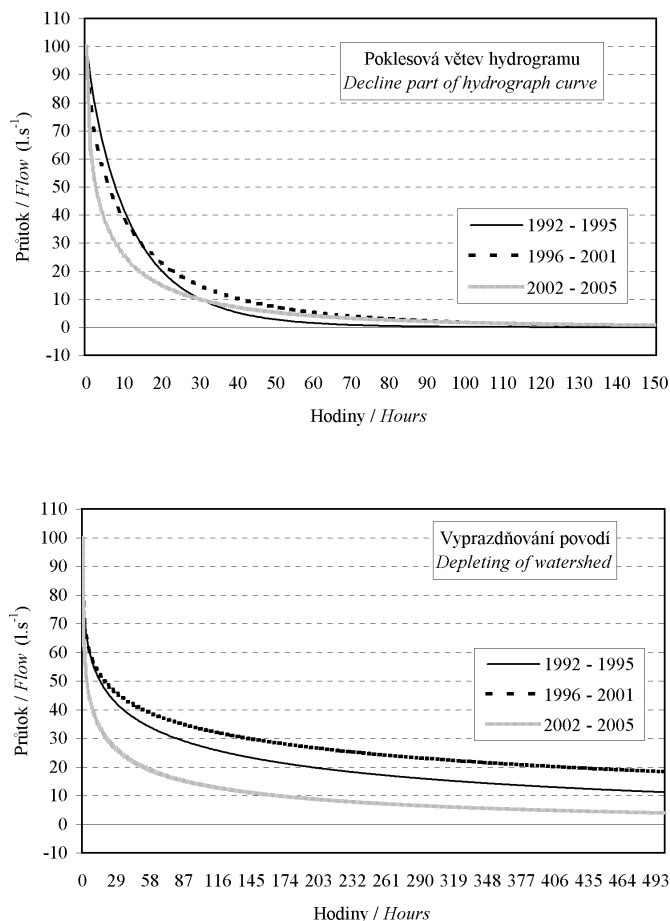 110
100
90
80
70
60
50
40
30
20
10
0
-10
Průtok / Flow (l.s⁻¹)
Poklesová větev hydrogramu
Decline part of hydrograph curve
1992 - 1995
1996 - 2001
2002 - 2005
0 10 20 30 40 50 60 70 80 90 100 110 120 130 140 150
Hodiny / Hours
110
100
90
80
70
60
50
40
30
20
10
0
-10
Průtok / Flow (l.s⁻¹)
Vyprazdňování povodí
Depleting of watershed
1992 - 1995
1996 - 2001
2002 - 2005
0 29 58 87 116 145 174 203 232 261 290 319 348 377 406 435 464 493
Hodiny / Hours